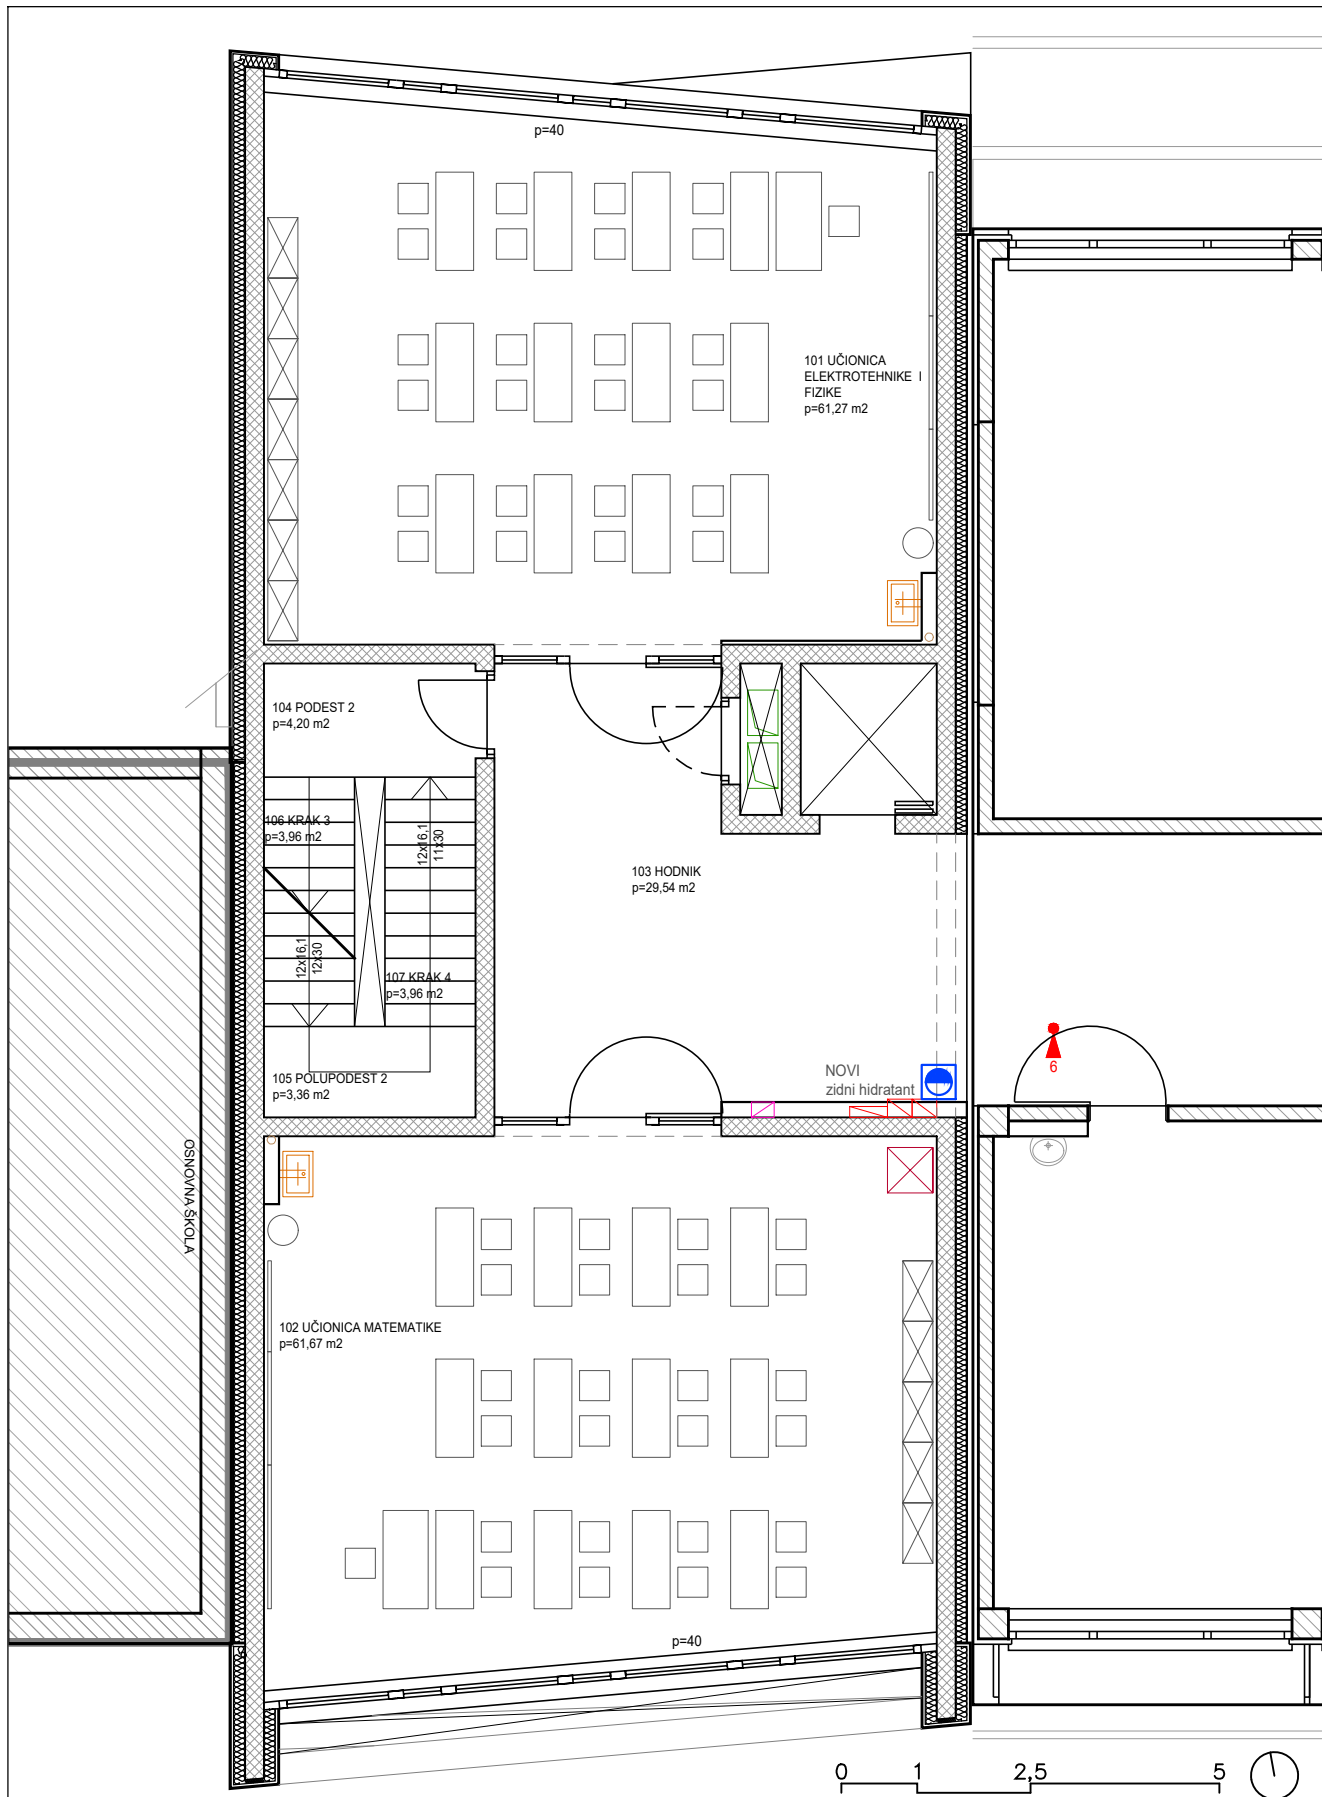 p=40
101 UČIONICA
ELEKTROTEHNIKE I
FIZIKE
p=61,27 m2
104 PODEST 2
p=4,20 m2
106 KRAK 3
p=3,96 m2
12x16,1
11x30
103 HODNIK
p=29,54 m2
12x16,1
12x30
107 KRAK 4
p=3,96 m2
105 POLUPODEST 2
p=3,36 m2
NOVI
zidni hidratant
6
OSNOVNA ŠKOLA
102 UČIONICA MATEMATIKE
p=61,67 m2
p=40
0 1 2,5 5